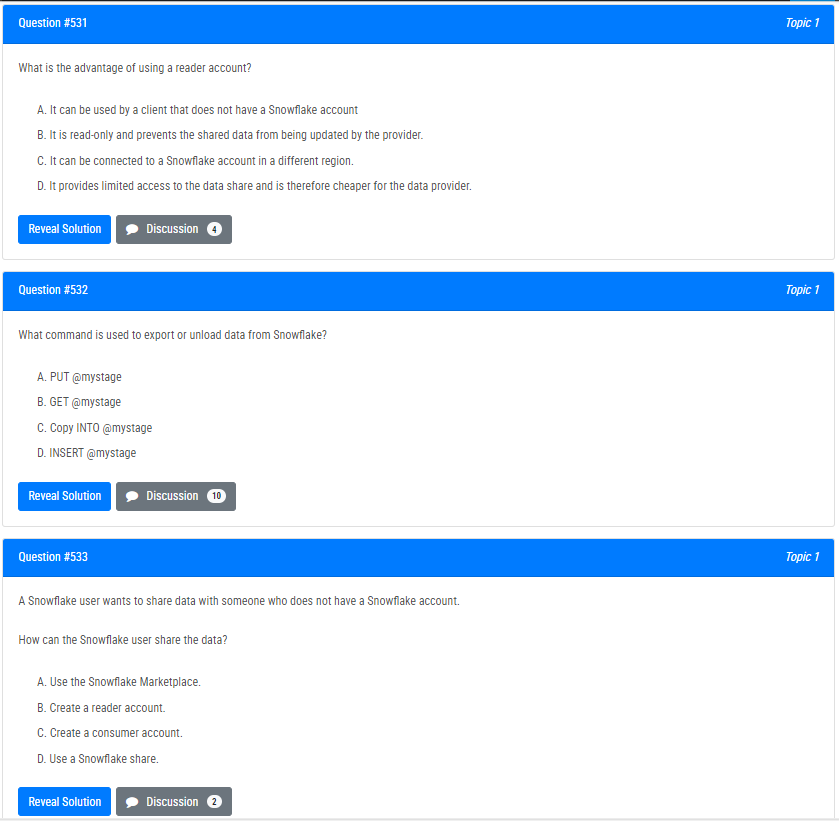 Question #531 Topic 1
What is the advantage of using a reader account?
A. It can be used by a client that does not have a Snowflake account
B. It is read-only and prevents the shared data from being updated by the provider.
C. It can be connected to a Snowflake account in a different region.
D. It provides limited access to the data share and is therefore cheaper for the data provider.
Reveal Solution Discussion 4
Question #532 Topic 1
What command is used to export or unload data from Snowflake?
A. PUT @mystage
B. GET @mystage
C. Copy INTO @mystage
D. INSERT @mystage
Reveal Solution Discussion 10
Question #533 Topic 1
A Snowflake user wants to share data with someone who does not have a Snowflake account.
How can the Snowflake user share the data?
A. Use the Snowflake Marketplace.
B. Create a reader account.
C. Create a consumer account.
D. Use a Snowflake share.
Reveal Solution Discussion 2